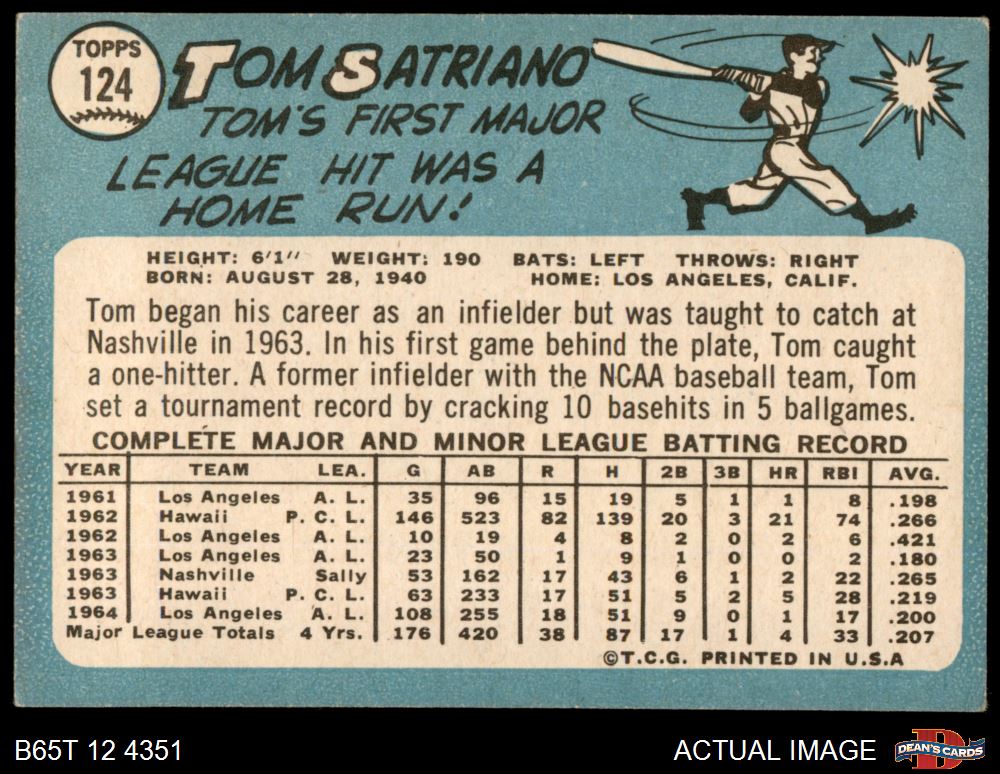 TOPPS
124
TOM SATRIANO
TOM'S FIRST MAJOR
LEAGUE HIT WAS A
HOME RUN!
HEIGHT: 6'1" WEIGHT: 190 BATS: LEFT THROWS: RIGHT
BORN: AUGUST 28, 1940 HOME: LOS ANGELES, CALIF.
Tom began his career as an infielder but was taught to catch at
Nashville in 1963. In his first game behind the plate, Tom caught
a one-hitter. A former infielder with the NCAA baseball team, Tom
set a tournament record by cracking 10 basehits in 5 ballgames.
COMPLETE MAJOR AND MINOR LEAGUE BATTING RECORD
YEAR TEAM LEA. G AB R H 2B 3B HR RBI AVG.
1961 Los Angeles A. L. 35 96 15 19 5 1 1 8 .198
1962 Hawaii P. C. L. 146 523 82 139 20 3 21 74 .266
1962 Los Angeles A. L. 10 19 4 8 2 0 2 6 .421
1963 Los Angeles A. L. 23 50 1 9 1 0 0 2 .180
1963 Nashville Sally 53 162 17 43 6 1 2 22 .265
1963 Hawaii P. C. L. 63 233 17 51 5 2 5 28 .219
1964 Los Angeles A. L. 108 255 18 51 9 0 1 17 .200
Major League Totals 4 Yrs. 176 420 38 87 17 1 4 33 .207
©T.C.G. PRINTED IN U.S.A
B65T 12 4351
ACTUAL IMAGE
D
DEAN'S CARDS